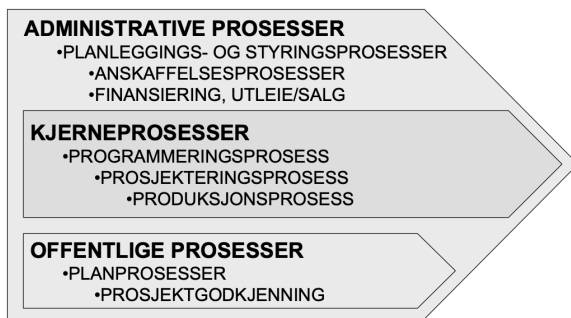 ADMINISTRATIVE PROSESSER
•PLANLEGGINGS- OG STYRINGSPROSESSER
•ANSKAFFELSESPROSESSER
•FINANSIERING, UTLEIE/SALG
KJERNEPROSESSER
•PROGRAMMERINGSPROSESS
•PROSJEKTERINGSPROSESS
•PRODUKSJONSPROSESS
OFFENTLIGE PROSESSER
•PLANPROSESSER
•PROSJEKTGODKJENNING